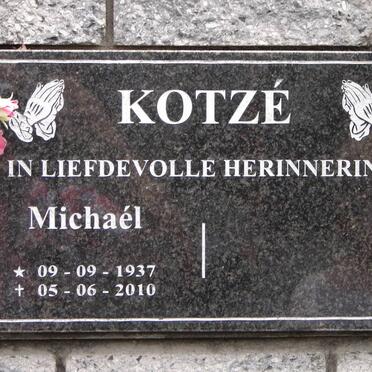 KOTZÉ
IN LIEFDEVOLLE HERINNERIN
Michaél
★ 09 - 09 - 1937
✝ 05 - 06 - 2010